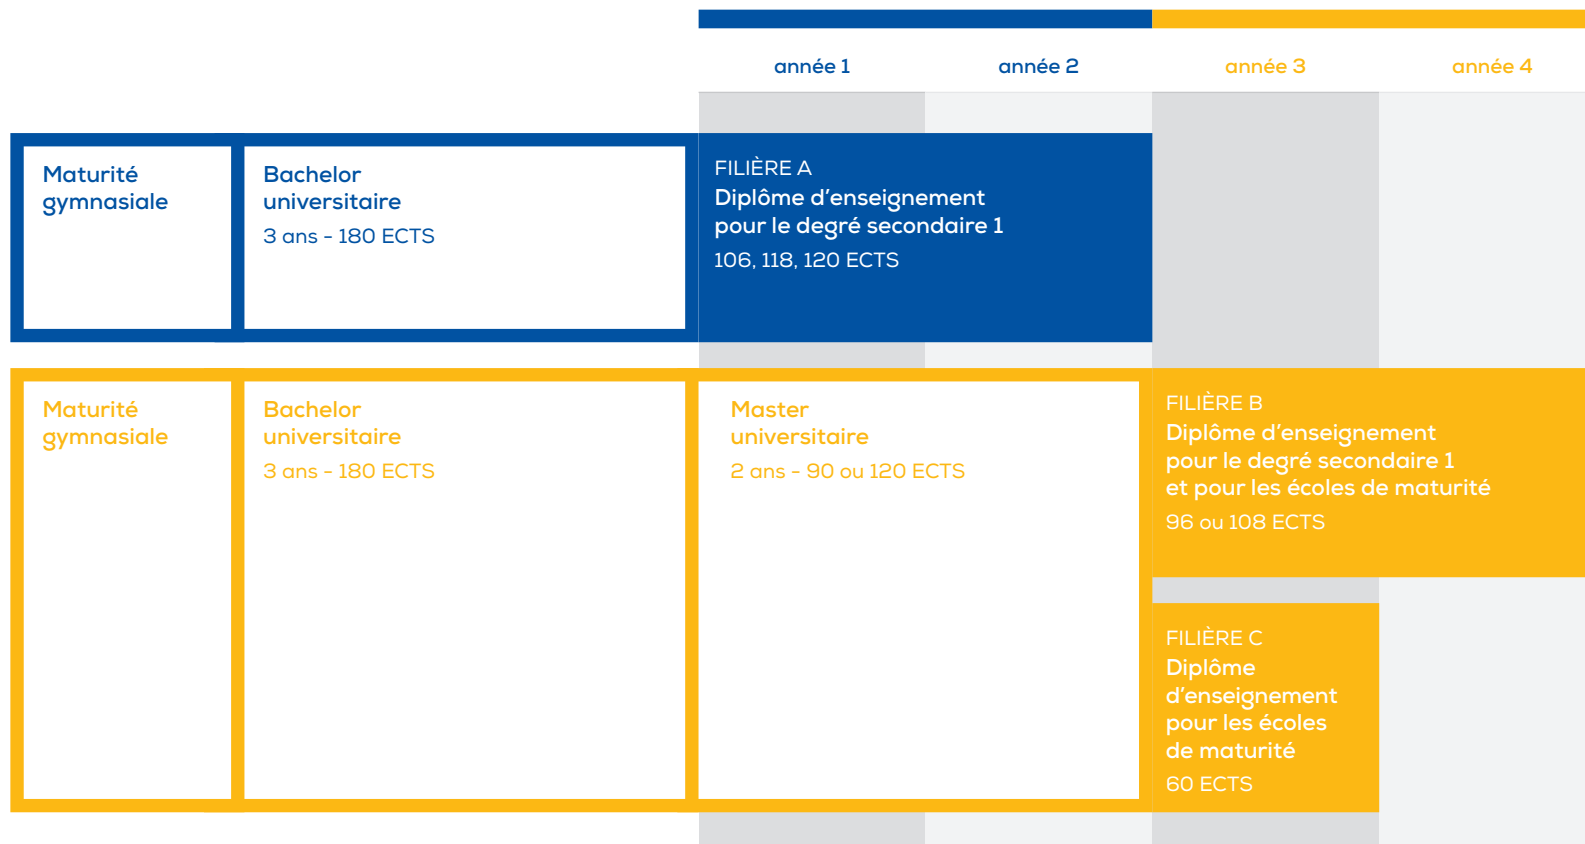 année 1
année 2
année 3
année 4
Maturité
gymnasiale
Bachelor
universitaire
3 ans - 180 ECTS
FILIÈRE A
Diplôme d’enseignement
pour le degré secondaire 1
106, 118, 120 ECTS
Maturité
gymnasiale
Bachelor
universitaire
3 ans - 180 ECTS
Master
universitaire
2 ans - 90 ou 120 ECTS
FILIÈRE B
Diplôme d’enseignement
pour le degré secondaire 1
et pour les écoles de maturité
96 ou 108 ECTS
FILIÈRE C
Diplôme
d’enseignement
pour les écoles
de maturité
60 ECTS